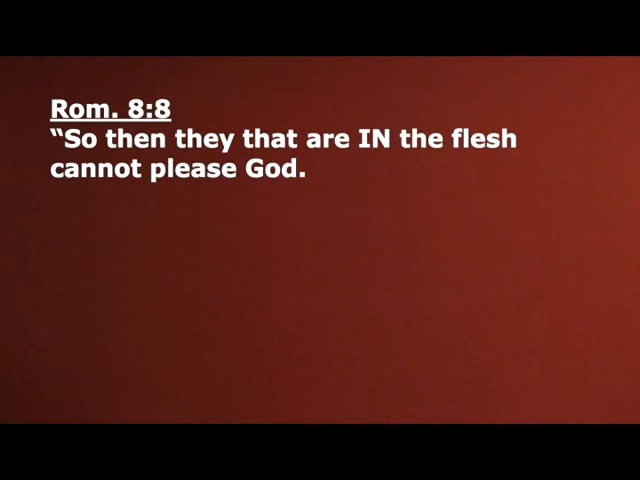 Rom. 8:8
“So then they that are IN the flesh
cannot please God.